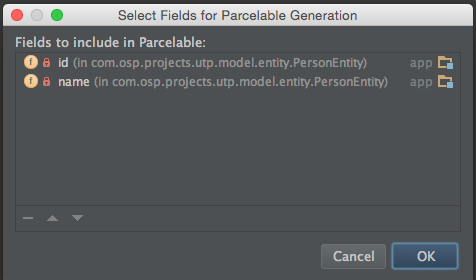 Select Fields for Parcelable Generation
Fields to include in Parcelable:
f id (in com.osp.projects.utp.model.entity.PersonEntity) app
f name (in com.osp.projects.utp.model.entity.PersonEntity) app
Cancel OK